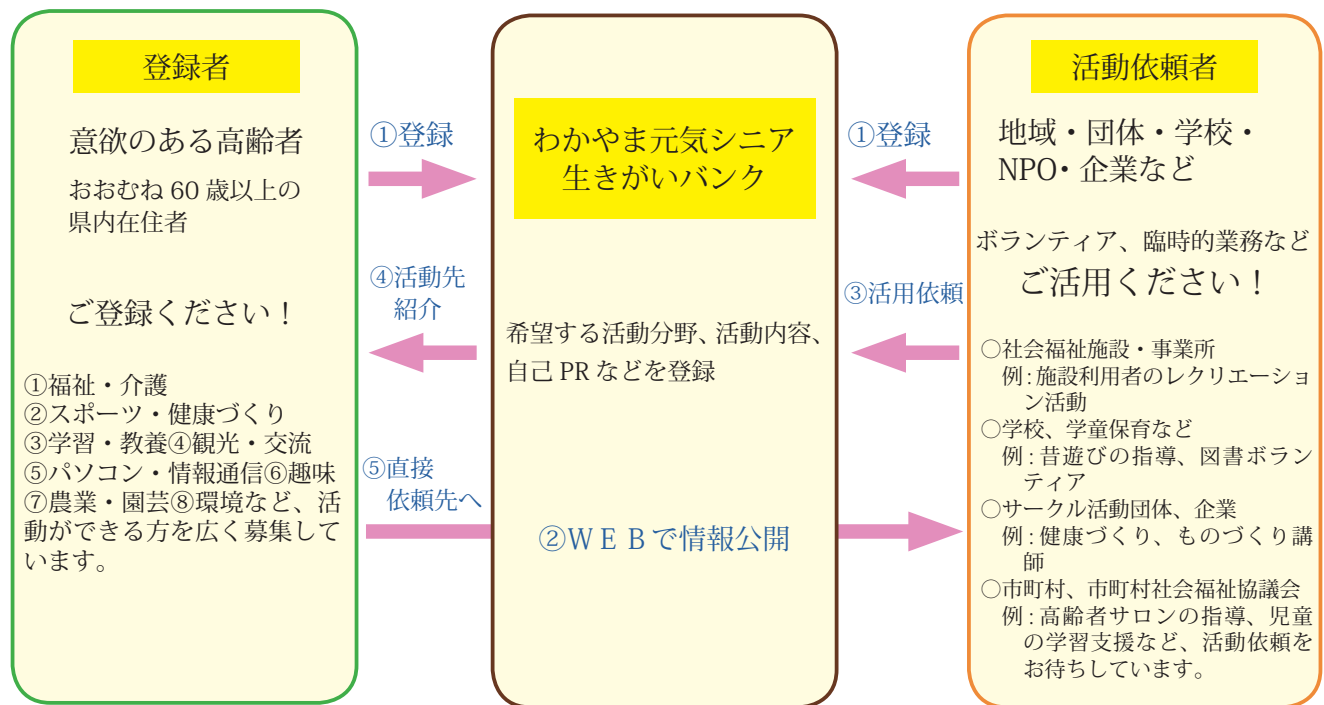 登録者
意欲のある高齢者
おおむね 60 歳以上の
県内在住者
ご登録ください！
①福祉・介護
②スポーツ・健康づくり
③学習・教養④観光・交流
⑤パソコン・情報通信⑥趣味
⑦農業・園芸⑧環境など、活
動ができる方を広く募集して
います。
①登録
④活動先
紹介
⑤直接
依頼先へ
わかやま元気シニア
生きがいバンク
希望する活動分野、活動内容、
自己 PR などを登録
②ＷＥＢで情報公開
①登録
③活用依頼
活動依頼者
地域・団体・学校・
NPO・企業など
ボランティア、臨時的業務など
ご活用ください！
○社会福祉施設・事業所
例：施設利用者のレクリエーショ
ン活動
○学校、学童保育など
例：昔遊びの指導、図書ボラン
ティア
○サークル活動団体、企業
例：健康づくり、ものづくり講
師
○市町村、市町村社会福祉協議会
例：高齢者サロンの指導、児童
の学習支援など、活動依頼を
お待ちしています。